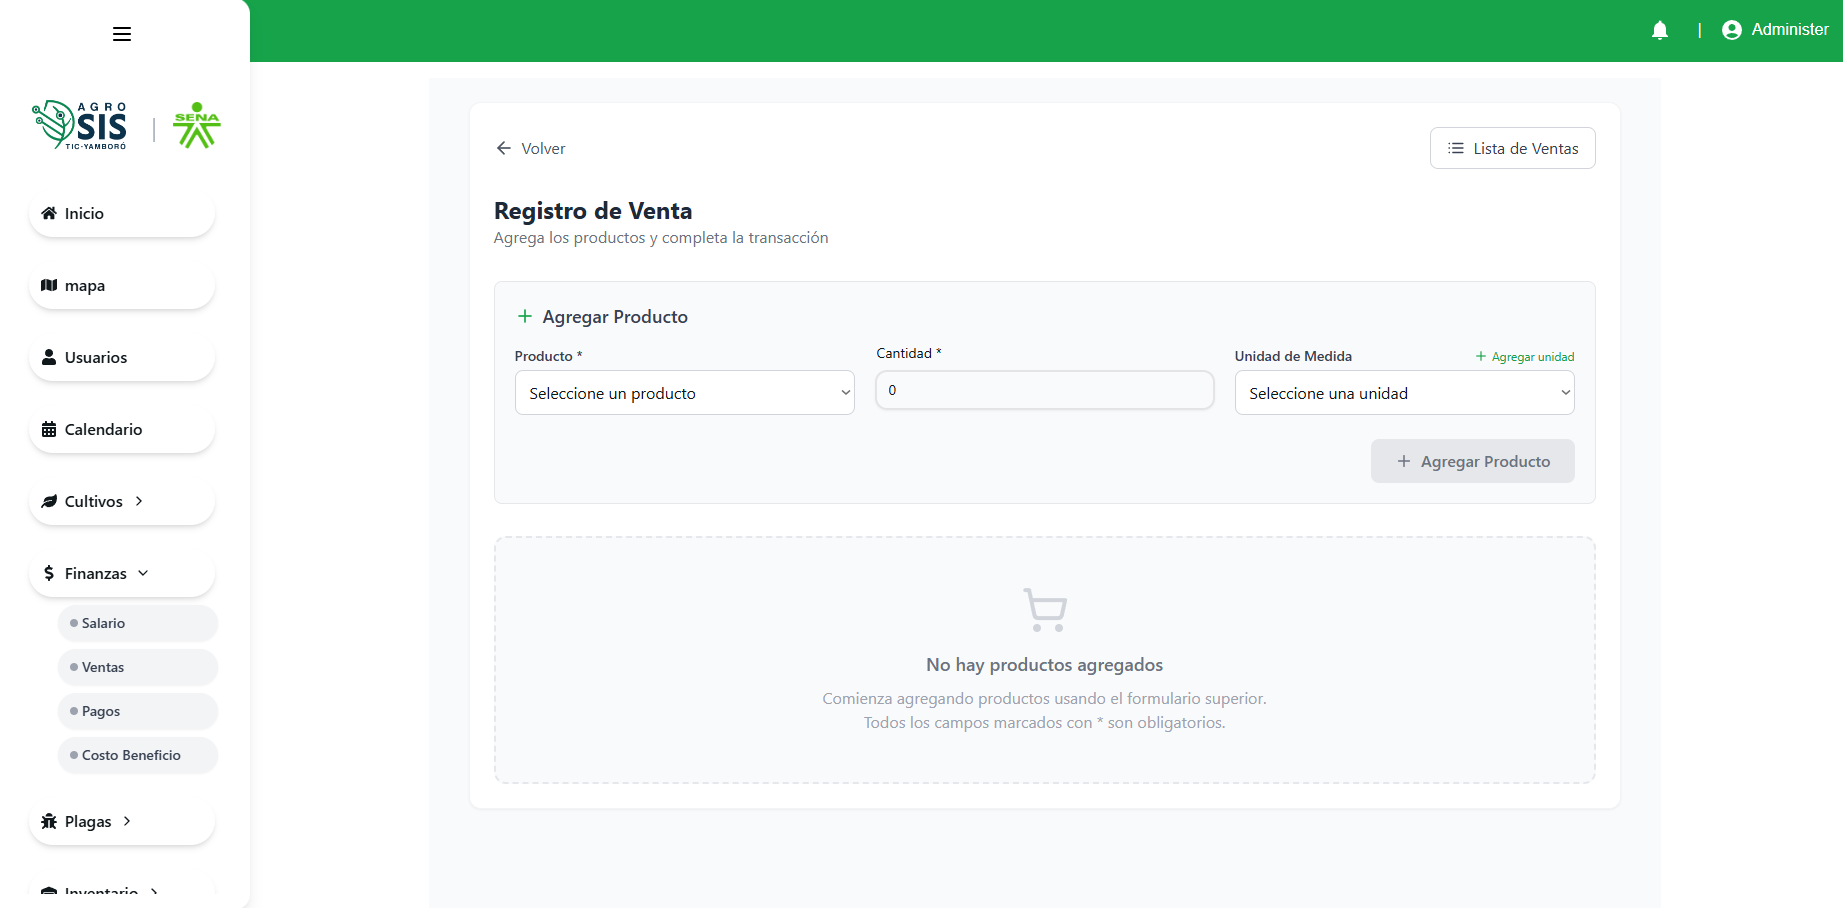 Administer
AGRO
SIS
TIC-YAMBORÓ
SENA
Inicio
mapa
Usuarios
Calendario
Cultivos
Finanzas
Salario
Ventas
Pagos
Costo Beneficio
Plagas
Inventario
Volver
Lista de Ventas
Registro de Venta
Agrega los productos y completa la transacción
Agregar Producto
Producto *
Seleccione un producto
Cantidad *
0
Unidad de Medida
Agregar unidad
Seleccione una unidad
Agregar Producto
No hay productos agregados
Comienza agregando productos usando el formulario superior.
Todos los campos marcados con * son obligatorios.